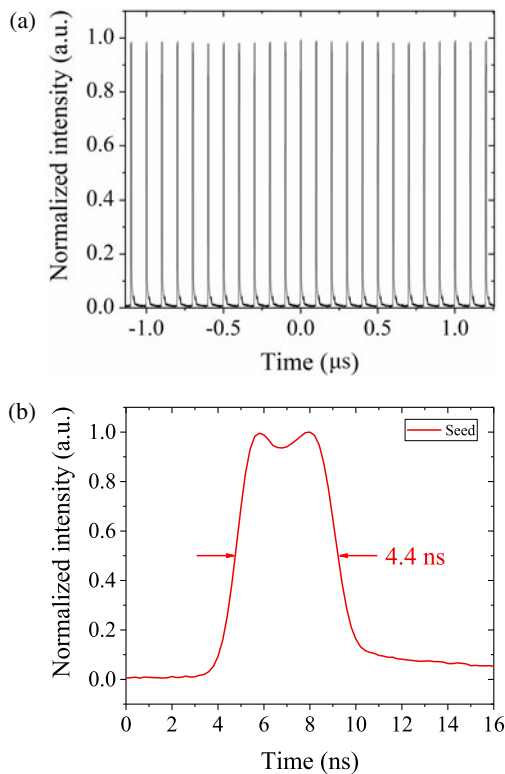 (a)
Normalized intensity (a.u.)
1.0
0.8
0.6
0.4
0.2
0.0
-1.0 -0.5 0.0 0.5 1.0
Time (μs)
(b)
Normalized intensity (a.u.)
1.0
0.8
0.6
0.4
0.2
0.0
Seed
4.4 ns
0 2 4 6 8 10 12 14 16
Time (ns)